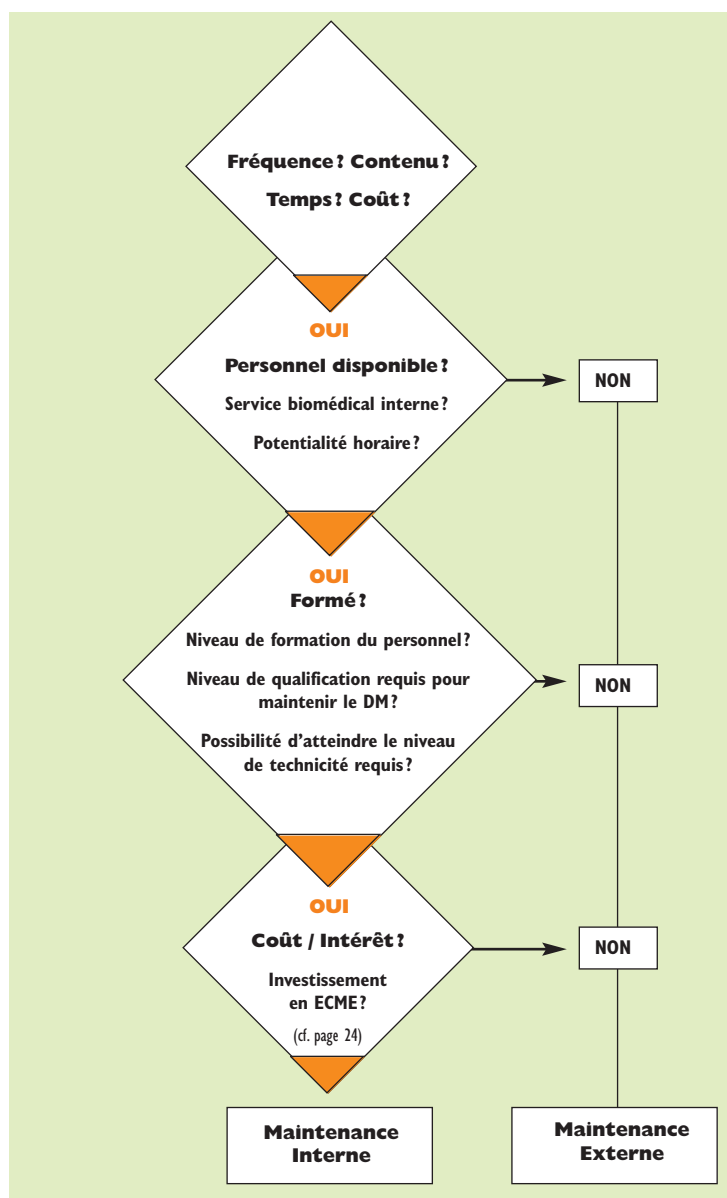 Fréquence ? Contenu ?
Temps ? Coût ?
OUI
Personnel disponible ?
NON
Service biomédical interne ?
Potentialité horaire ?
OUI
Formé ?
Niveau de formation du personnel ?
Niveau de qualification requis pour
maintenir le DM ?
NON
Possibilité d’atteindre le niveau
de technicité requis ?
OUI
Coût / Intérêt ?
NON
Investissement
en ECME ?
(cf. page 24)
Maintenance
Interne
Maintenance
Externe